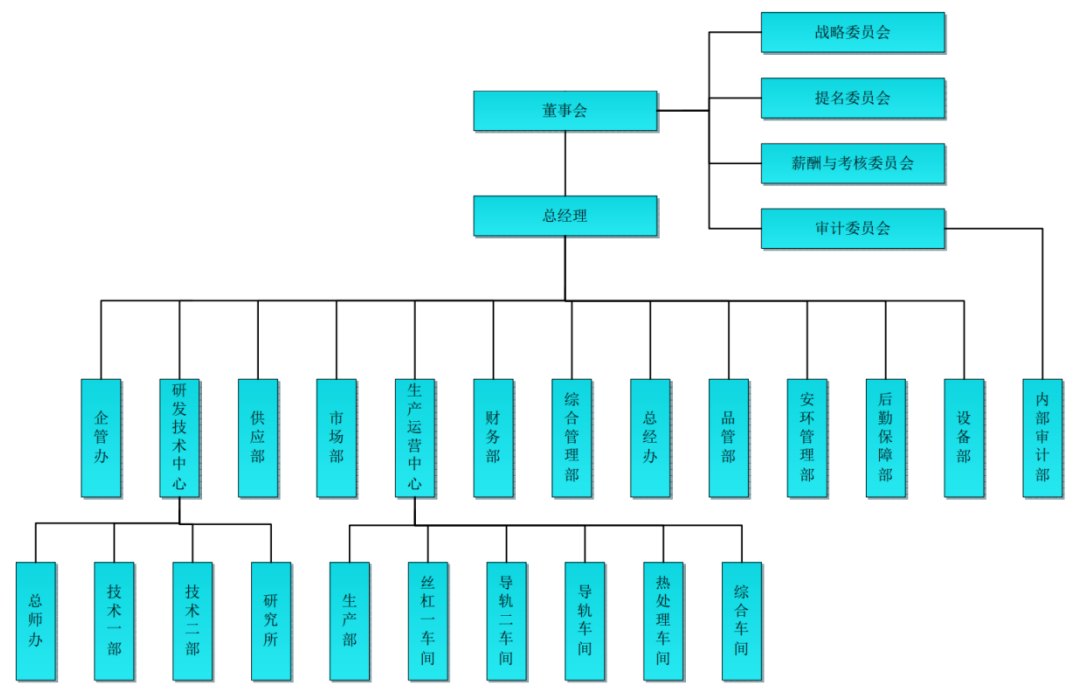 战略委员会
提名委员会
董事会
薪酬与考核委员会
总经理
审计委员会
企管办
研发技术中心
供应部
市场部
生产运营中心
财务部
综合管理部
总经办
品管部
安环管理部
后勤保障部
设备部
内部审计部
总师办
技术一部
技术二部
研究所
生产部
丝杠一车间
导轨二车间
导轨车间
热处理车间
综合车间